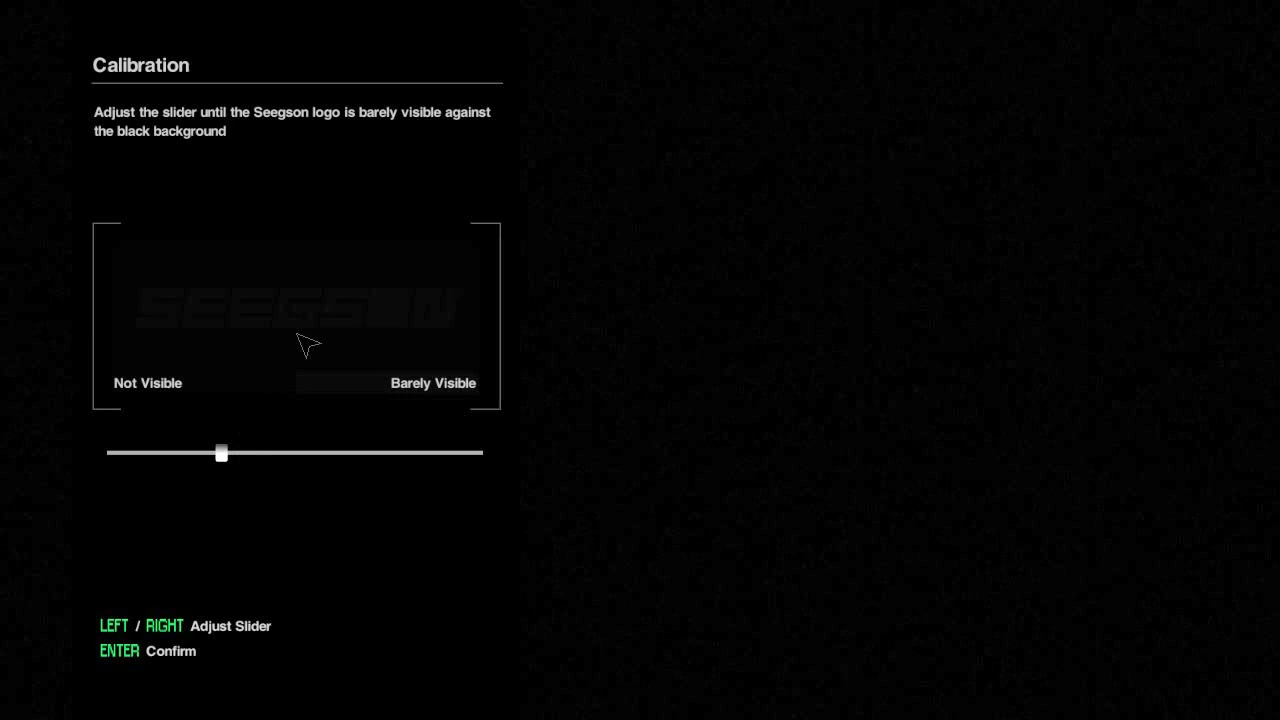 Calibration
Adjust the slider until the Seegson logo is barely visible against
the black background
SEEGSON
Not Visible
Barely Visible
LEFT / RIGHT Adjust Slider
ENTER Confirm